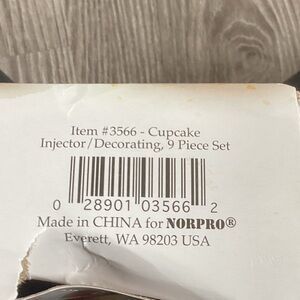 Item #3566 - Cupcake
Injector/Decorating, 9 Piece Set
0 28901 03566 2
Made in CHINA for NORPRO®
Everett, WA 98203 USA